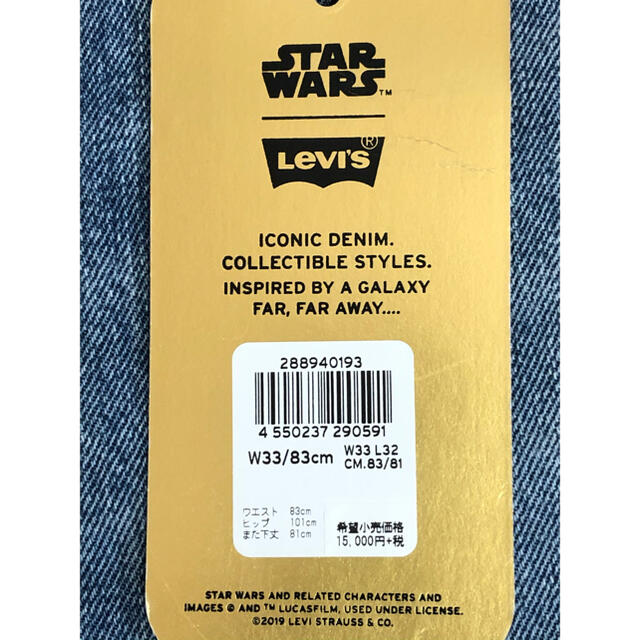 STAR
WARS™
LEVI'S®
ICONIC DENIM.
COLLECTIBLE STYLES.
INSPIRED BY A GALAXY
FAR, FAR AWAY....
288940193
4 550237 290591
W33/83cm W33 L32
CM.83/81
ウエスト 83cm
ヒップ 101cm
また下丈 81cm
希望小売価格
15,000円+税
STAR WARS AND RELATED CHARACTERS AND
IMAGES © AND ™ LUCASFILM, USED UNDER LICENSE.
©2019 LEVI STRAUSS & CO.